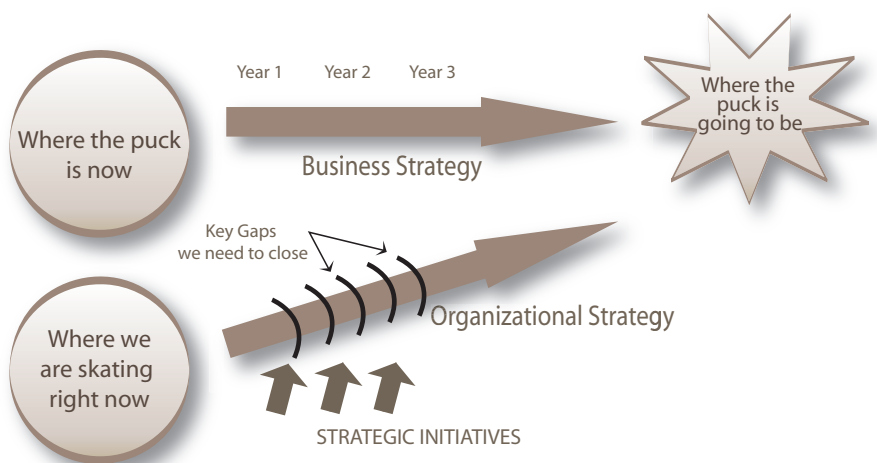 Year 1 Year 2 Year 3
Where the puck
is now
Where the
puck is
going to be
Business Strategy
Key Gaps
we need to close
Where we
are skating
right now
Organizational Strategy
STRATEGIC INITIATIVES